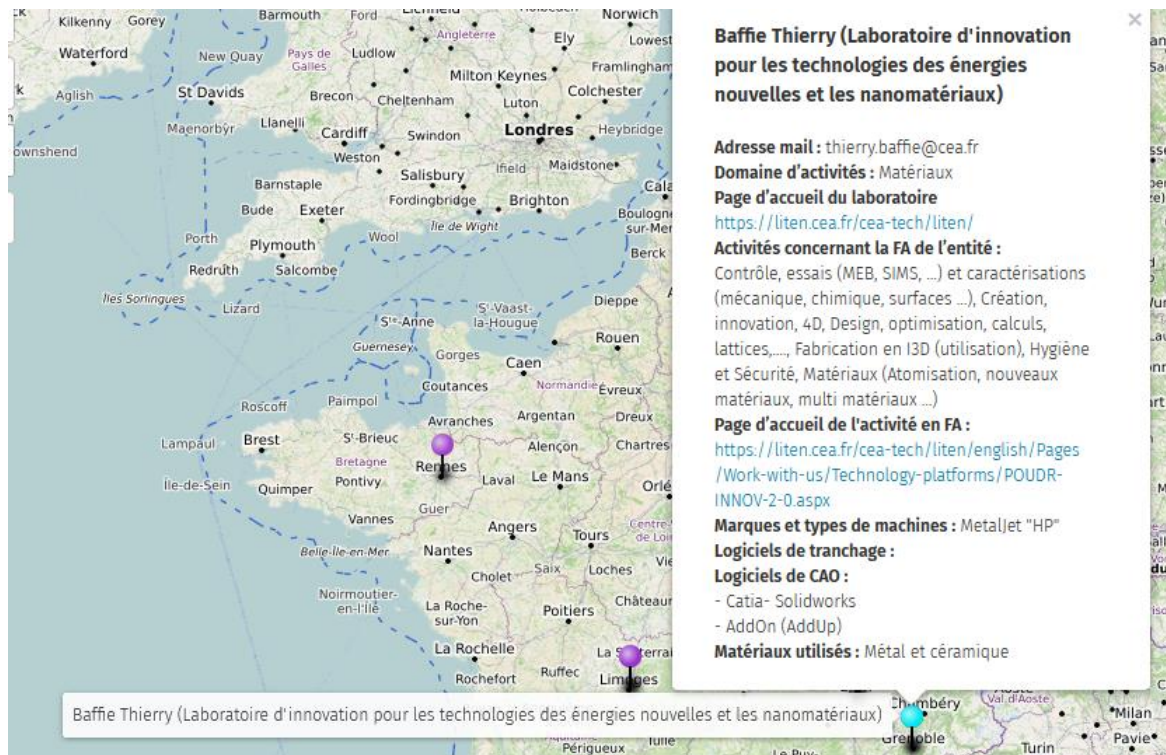 Baffie Thierry (Laboratoire d'innovation
pour les technologies des énergies
nouvelles et les nanomatériaux)
Adresse mail : thierry.baffie@cea.fr
Domaine d'activités : Matériaux
Page d'accueil du laboratoire
https://liten.cea.fr/cea-tech/liten/
Activités concernant la FA de l'entité :
Contrôle, essais (MEB, SIMS, ...) et caractérisations
(mécanique, chimique, surfaces ...), Création,
innovation, 4D, Design, optimisation, calculs,
lattices,...., Fabrication en I3D (utilisation), Hygiène
et Sécurité, Matériaux (Atomisation, nouveaux
matériaux, multi matériaux ...)
Page d'accueil de l'activité en FA :
https://liten.cea.fr/cea-tech/liten/english/Pages
/Work-with-us/Technology-platforms/POUDR-
INNOV-2-0.aspx
Marques et types de machines : MetalJet "HP"
Logiciels de tranchage :
Logiciels de CAO :
- Catia- Solidworks
- AddOn (AddUp)
Matériaux utilisés : Métal et céramique
Baffie Thierry (Laboratoire d'innovation pour les technologies des énergies nouvelles et les nanomatériaux)
Kilkenny
Gorey
Barmouth
Ford
Norwich
Waterford
New Quay
Pays de
Galles
Ludlow
Angleterre
Ely
Framlingham
Milton Keynes
Aglish
St Davids
Brecon
Cheltenham
Luton
Colchester
Maenorbŷr
Llanelli
Cardiff
Swindon
Londres
Heybridge
Weston
Ifield
Maidstone
Salisbury
Barnstaple
Fordingbridge
Brighton
Bude
Exeter
Île de Wight
Porth
Plymouth
Wool
Berck
Redruth
Salcombe
Îles Sorlingues
Lizard
Dieppe
Sᵗᵉ-Anne
Sᵗ-Vaast-
la-Hougue
Rouen
Guernesey
Gorges
Caen
Coutances
Normandie
Évreux
Roscoff
Paimpol
Avranches
Argentan
Dreux
Lampaul
Brest
Sᵗ-Brieuc
Alençon
Chartres
Bretagne
Rennes
Île-de-Sein
Quimper
Pontivy
Laval
Le Mans
Guer
Vannes
Angers
Belle-Île-en-Mer
Nantes
Tours
Cholet
Saix
Loches
Noirmoutier-
en-l'Île
La Roche-
sur-Yon
Poitiers
La Rochelle
Rochefort
Ruffec
Limoges
Chambéry
Val d'Aoste
Milan
Grenoble
Pavie
Turin
Périgueux
Tulle